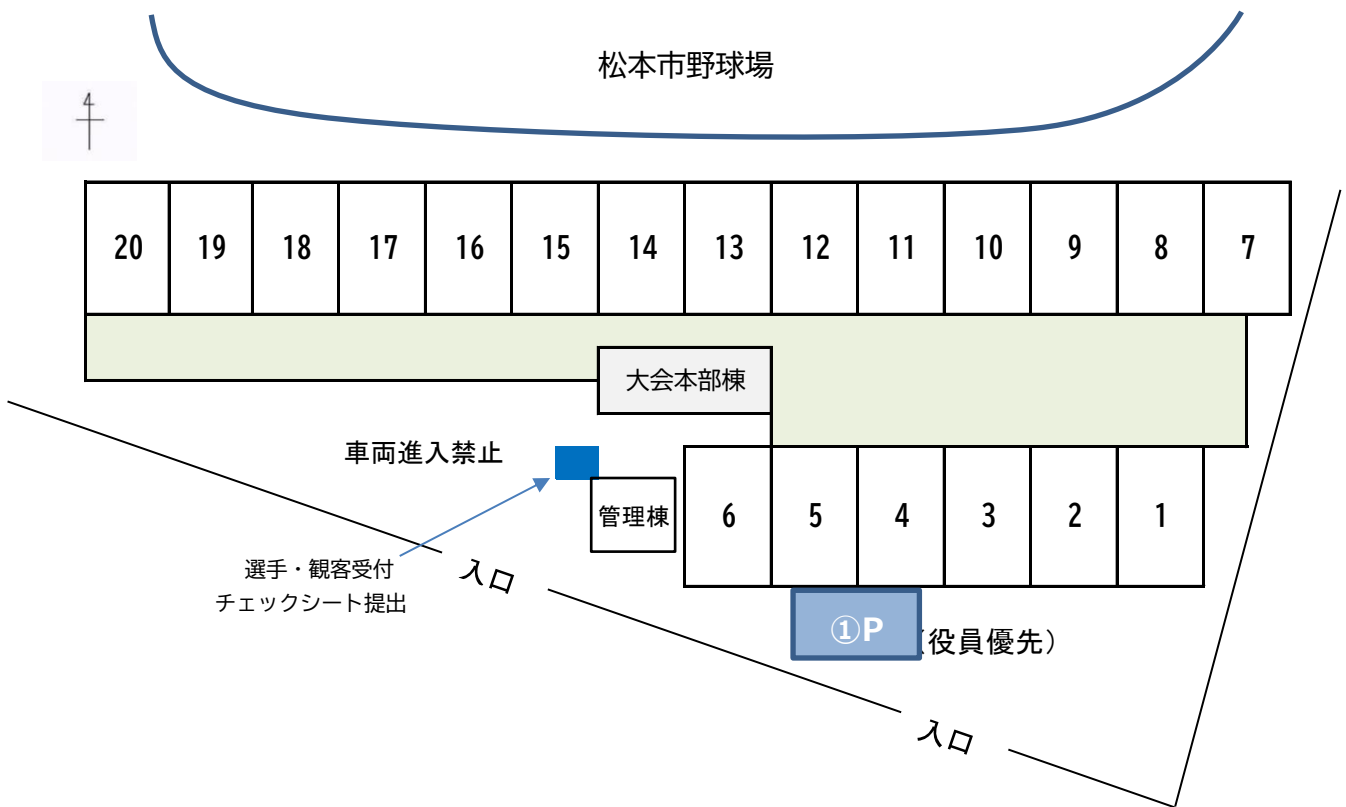 松本市野球場
4
20 19 18 17 16 15 14 13 12 11 10 9 8 7
大会本部棟
車両進入禁止
管理棟
6 5 4 3 2 1
選手・観客受付
チェックシート提出
入口
①P
（役員優先）
入口